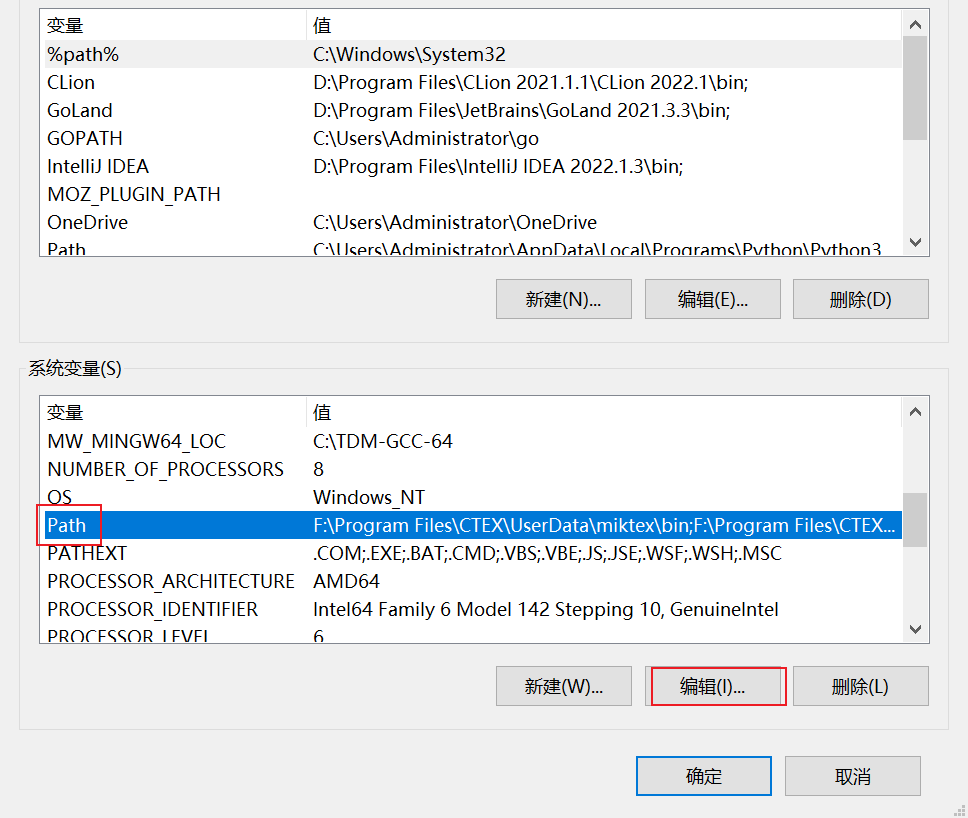 变量 值
%path% C:\Windows\System32
CLion D:\Program Files\CLion 2021.1.1\CLion 2022.1\bin;
GoLand D:\Program Files\JetBrains\GoLand 2021.3.3\bin;
GOPATH C:\Users\Administrator\go
IntelliJ IDEA D:\Program Files\IntelliJ IDEA 2022.1.3\bin;
MOZ_PLUGIN_PATH
OneDrive C:\Users\Administrator\OneDrive
Path C:\Users\Administrator\AppData\Local\Programs\Python\Python3
新建(N)... 编辑(E)... 删除(D)
系统变量(S)
变量 值
MW_MINGW64_LOC C:\TDM-GCC-64
NUMBER_OF_PROCESSORS 8
OS Windows_NT
Path F:\Program Files\CTEX\UserData\miktex\bin;F:\Program Files\CTEX...
PATHEXT .COM;.EXE;.BAT;.CMD;.VBS;.VBE;.JS;.JSE;.WSF;.WSH;.MSC
PROCESSOR_ARCHITECTURE AMD64
PROCESSOR_IDENTIFIER Intel64 Family 6 Model 142 Stepping 10, GenuineIntel
PROCESSOR_LEVEL 6
新建(W)... 编辑(I)... 删除(L)
确定 取消